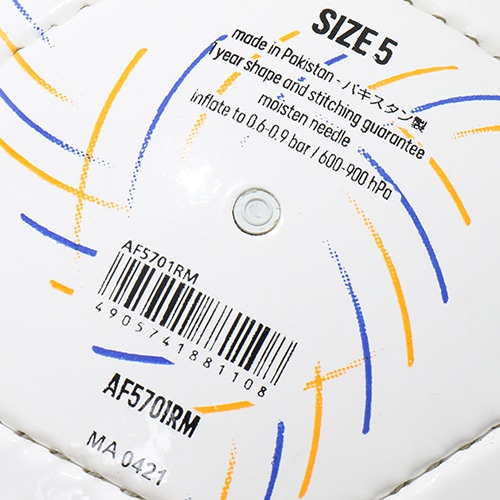 SIZE 5
made in Pakistan - パキスタン製
1 year shape and stitching guarantee
moisten needle
inflate to 0.6-0.9 bar / 600-900 hPa
AF5701RM
4905741881108
AF5701RM
MA 0421